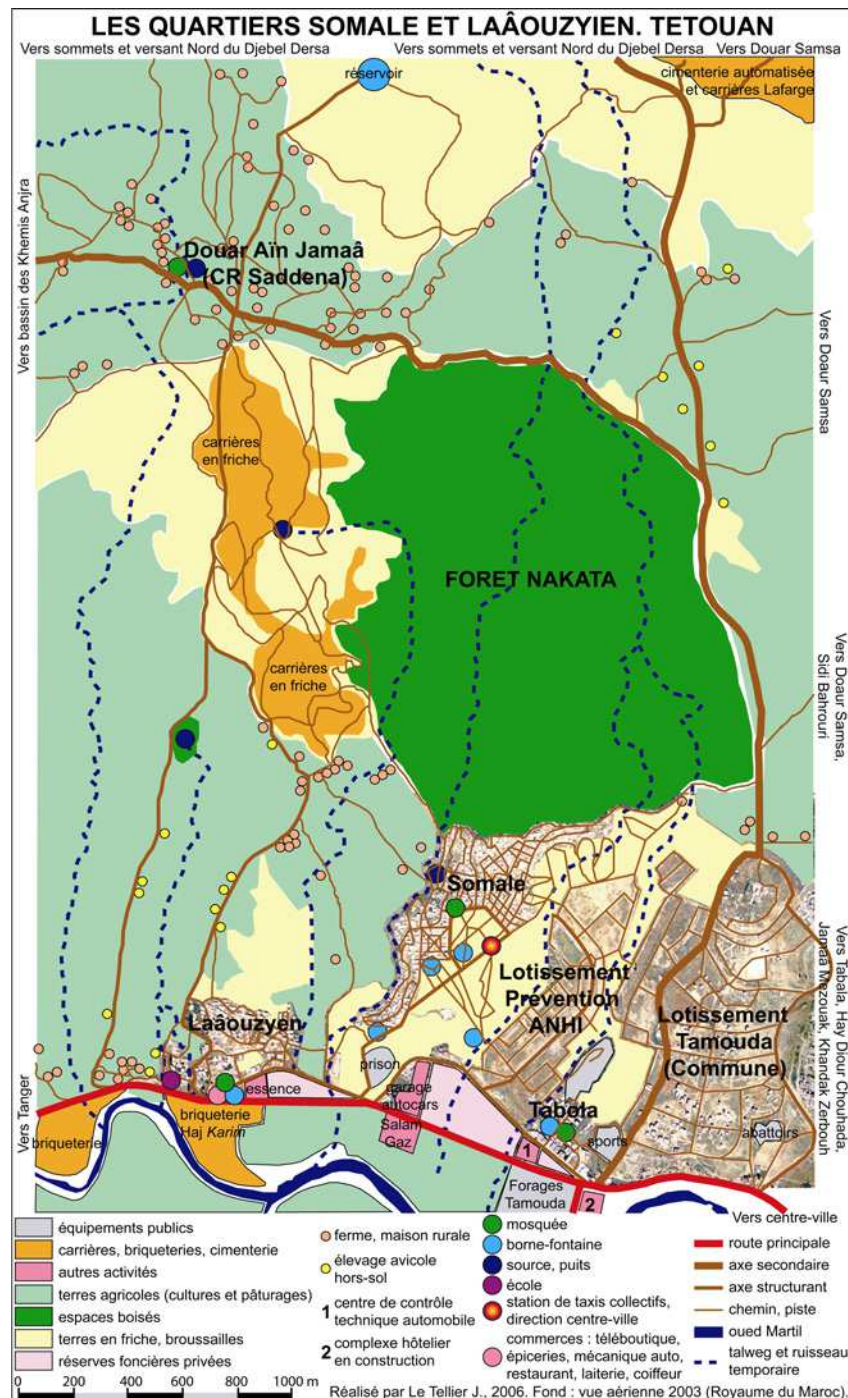 LES QUARTIERS SOMALE ET LAÂOUZYIEN. TETOUAN
Vers sommets et versant Nord du Djebel Dersa
Vers sommets et versant Nord du Djebel Dersa
Vers Douar Samsa
réservoir
cimenterie automatisée
et carrières Lafarge
Vers bassin des Khemis Anjra
Douar Aïn Jamaâ
(CR Saddena)
Vers Doaur Samsa
carrières
en friche
FORET NAKATA
carrières
en friche
Vers Doaur Samsa,
Sidi Bahrouri
Somale
Lotissement
Prévention
ANHI
Lotissement
Tamouda
(Commune)
Vers Tabala, Hay Diour Chouhada,
Jamaâ Mezouak, Khandak Zerbouh
Laâouzyen
prison
essence
garage
autocars
Salam
Gaz
Tabola
sports
abattoirs
Vers Tanger
briqueterie
briqueterie
Haj Karim
1
Forages
Tamouda
2
Vers centre-ville
équipements publics
carrières, briqueteries, cimenterie
autres activités
terres agricoles (cultures et pâturages)
espaces boisés
terres en friche, broussailles
réserves foncières privées
0 200 400 600 800 1000 m
ferme, maison rurale
élevage avicole
hors-sol
1 centre de contrôle
technique automobile
2 complexe hôtelier
en construction
mosquée
borne-fontaine
source, puits
école
station de taxis collectifs,
direction centre-ville
commerces : téléboutique,
épiceries, mécanique auto,
restaurant, laiterie, coiffeur
route principale
axe secondaire
axe structurant
chemin, piste
oued Martil
talweg et ruisseau
temporaire
Réalisé par Le Tellier J., 2006. Fond : vue aérienne 2003 (Royaume du Maroc).